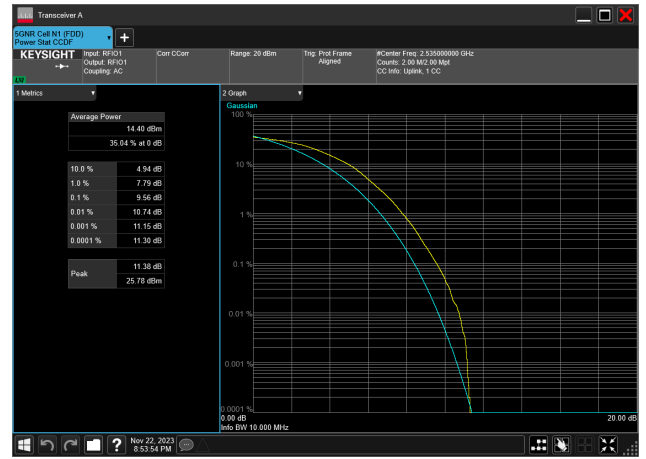 Transceiver A
5GNR Cell N1 (FDD)
Power Stat CCDF
KEYSIGHT
LXI
Input: RFIO1
Output: RFIO1
Coupling: AC
Corr CCorr
Range: 20 dBm
Trig: Prot Frame
Aligned
#Center Freq: 2.535000000 GHz
Counts: 2.00 M/2.00 Mpt
CC Info: Uplink, 1 CC
1 Metrics
Average Power
14.40 dBm
35.04 % at 0 dB
10.0 % 4.94 dB
1.0 % 7.79 dB
0.1 % 9.56 dB
0.01 % 10.74 dB
0.001 % 11.15 dB
0.0001 % 11.30 dB
Peak
11.38 dB
25.78 dBm
2 Graph
Gaussian
100 %
10 %
1 %
0.1 %
0.01 %
0.001 %
0.0001 %
0.00 dB
20.00 dB
Info BW 10.000 MHz
?
Nov 22, 2023
8:53:54 PM